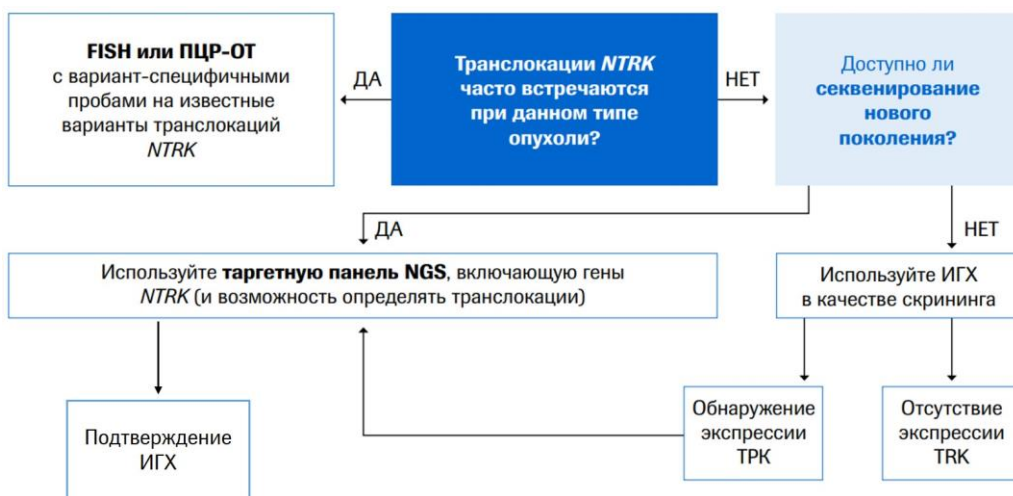 FISH или ПЦР-ОТ
с вариант-специфичными
пробами на известные
варианты транслокаций
NTRK
ДА
Транслокации NTRK
часто встречаются
при данном типе
опухоли?
НЕТ
Доступно ли
секвенирование
нового
поколения?
ДА
НЕТ
Используйте таргетную панель NGS, включающую гены
NTRK (и возможность определять транслокации)
Используйте ИГХ
в качестве скрининга
Подтверждение
ИГХ
Обнаружение
экспрессии
ТРК
Отсутствие
экспрессии
TRK